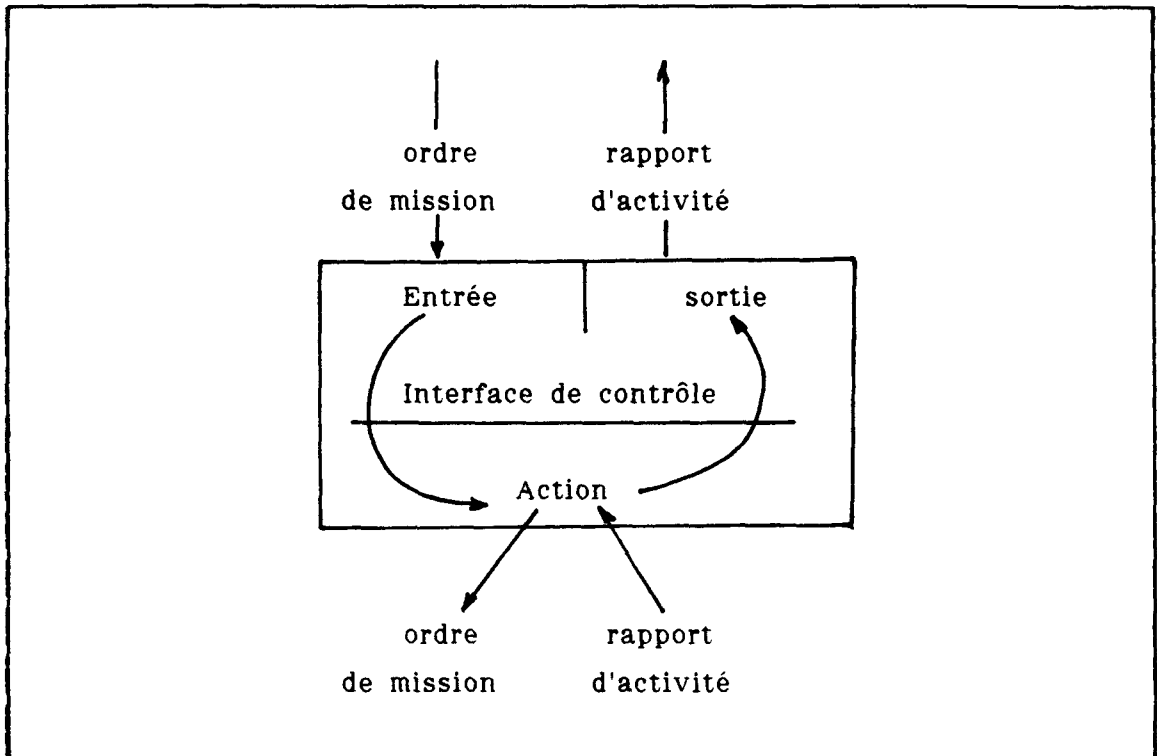 ordre
de mission
rapport
d'activité
Entrée
sortie
Interface de contrôle
Action
ordre
de mission
rapport
d'activité